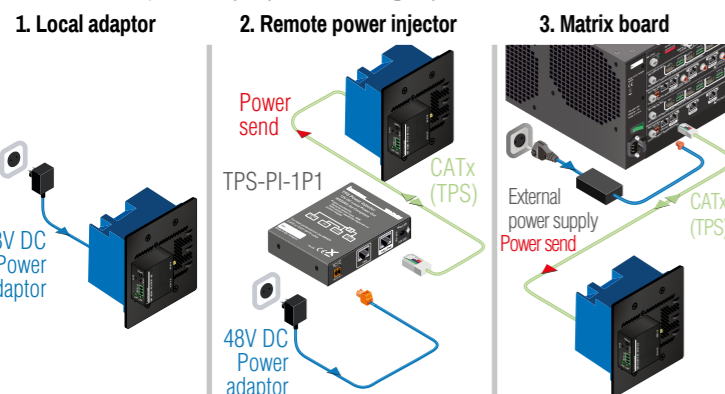 1. Local adaptor
2. Remote power injector
3. Matrix board
Power
send
TPS-PI-1P1
CATx
(TPS)
48V DC
Power
adaptor
External
power supply
Power send
CATx
(TPS)
V DC
Power
daptor